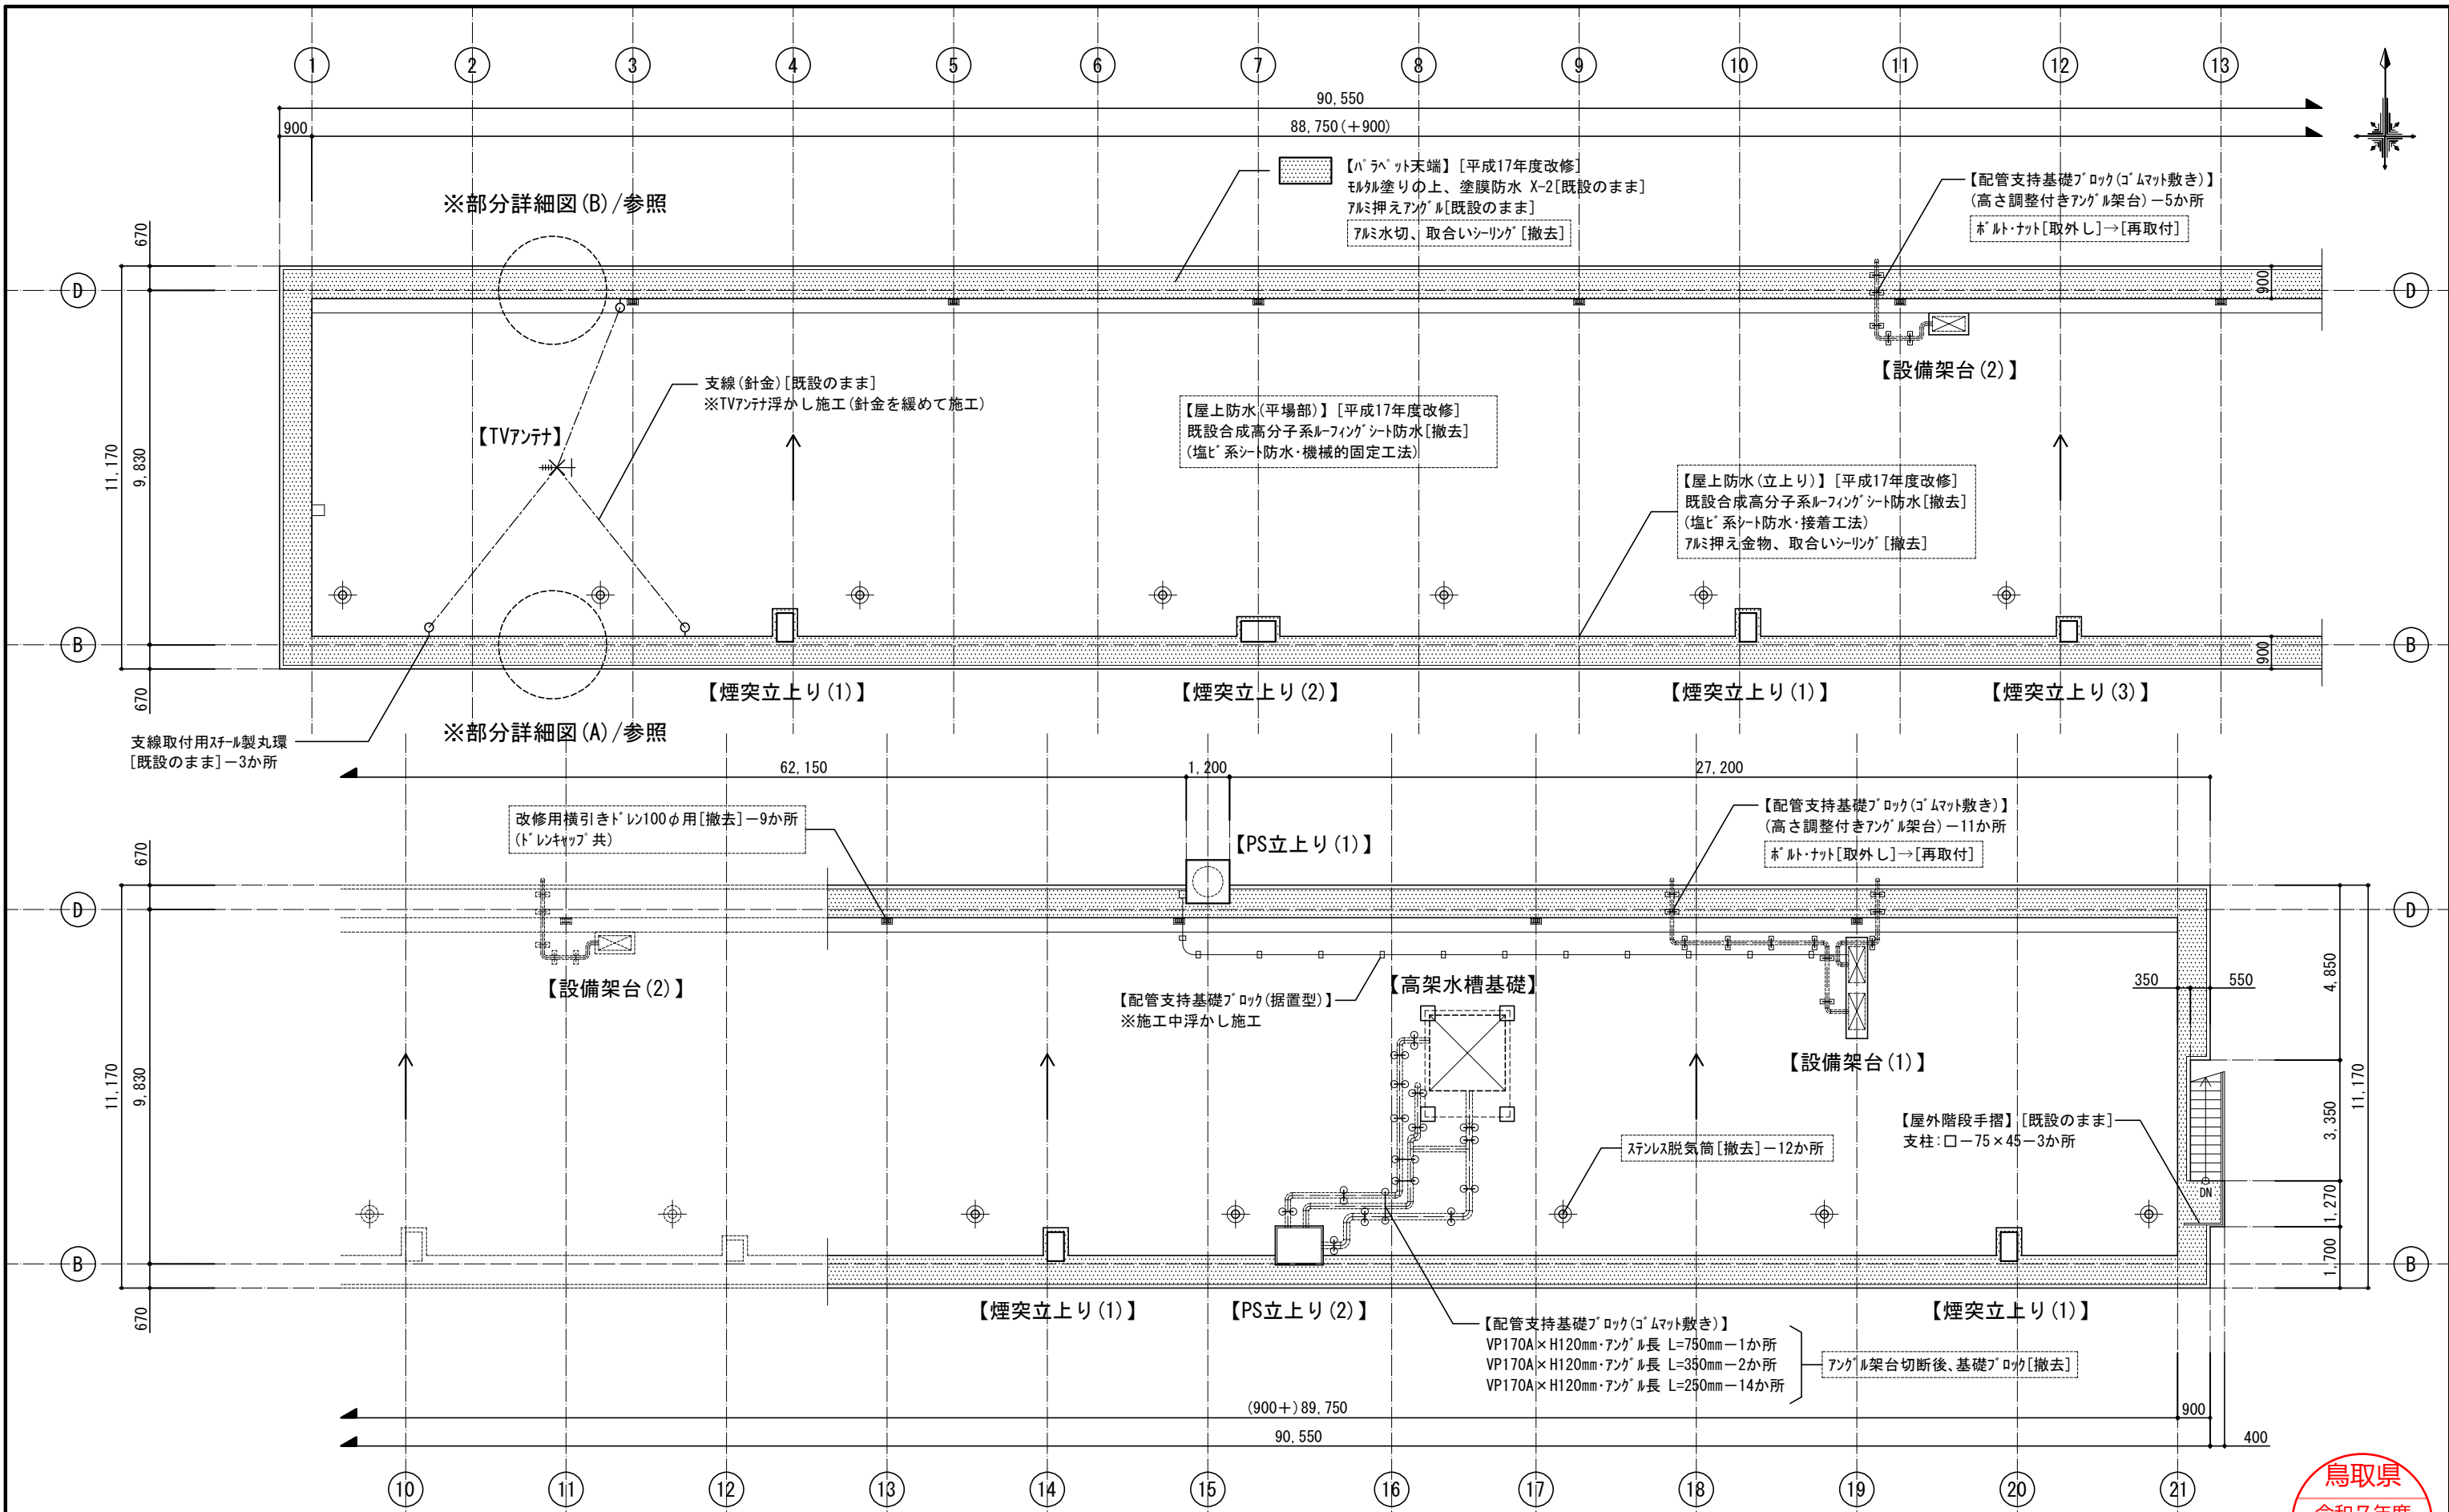 1 2 3 4 5 6 7 8 9 10 11 12 13
90,550
900 88,750(+900)
【パラペット天端】[平成17年度改修]
モルタル塗りの上、塗膜防水 X-2[既設のまま]
アルミ押えアングル[既設のまま]
アルミ水切、取合いシーリング[撤去]
【配管支持基礎ブロック(ゴムマット敷き)】
(高さ調整付きアングル架台)－5か所
ボルト・ナット[取外し]→[再取付]
※部分詳細図(B)/参照
670
D
D
900
【設備架台(2)】
支線(針金)[既設のまま]
※TVアンテナ浮かし施工(針金を緩めて施工)
【TVアンテナ】
【屋上防水(平場部)】[平成17年度改修]
既設合成高分子系ルーフィングシート防水[撤去]
(塩ビ系シート防水・機械的固定工法)
11,170
9,830
【屋上防水(立上り)】[平成17年度改修]
既設合成高分子系ルーフィングシート防水[撤去]
(塩ビ系シート防水・接着工法)
アルミ押え金物、取合いシーリング[撤去]
B
B
900
670
【煙突立上り(1)】
【煙突立上り(2)】
【煙突立上り(1)】
【煙突立上り(3)】
※部分詳細図(A)/参照
支線取付用スチール製丸環
[既設のまま]－3か所
62,150
1,200
27,200
改修用横引きドレン100φ用[撤去]－9か所
(ドレンキャップ共)
【PS立上り(1)】
【配管支持基礎ブロック(ゴムマット敷き)】
(高さ調整付きアングル架台)－11か所
ボルト・ナット[取外し]→[再取付]
670
D
D
【設備架台(2)】
【配管支持基礎ブロック(据置型)】
※施工中浮かし施工
【高架水槽基礎】
350
550
4,850
【設備架台(1)】
11,170
9,830
3,350
11,170
【屋外階段手摺】[既設のまま]
支柱:□－75×45－3か所
ステンレス脱気筒[撤去]－12か所
DN
1,270
1,700
B
B
670
【煙突立上り(1)】
【PS立上り(2)】
【煙突立上り(1)】
【配管支持基礎ブロック(ゴムマット敷き)】
VP170A×H120mm・アングル長 L=750mm－1か所
VP170A×H120mm・アングル長 L=350mm－2か所
VP170A×H120mm・アングル長 L=250mm－14か所
アングル架台切断後、基礎ブロック[撤去]
(900+)89,750
900
90,550
400
10 11 12 13 14 15 16 17 18 19 20 21
鳥取県
令和7年度